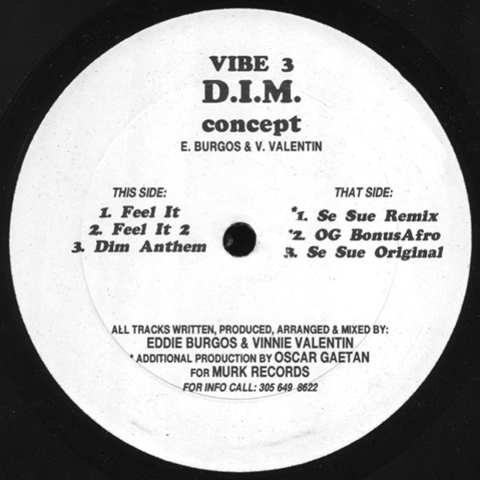 VIBE 3
D.I.M.
concept
E. BURGOS & V. VALENTIN
THIS SIDE:
1. Feel It
2. Feel It 2
3. Dim Anthem
THAT SIDE:
*1. Se Sue Remix
*2. OG BonusAfro
3. Se Sue Original
ALL TRACKS WRITTEN, PRODUCED, ARRANGED & MIXED BY:
EDDIE BURGOS & VINNIE VALENTIN
* ADDITIONAL PRODUCTION BY OSCAR GAETAN
FOR MURK RECORDS
FOR INFO CALL: 305 649 8622